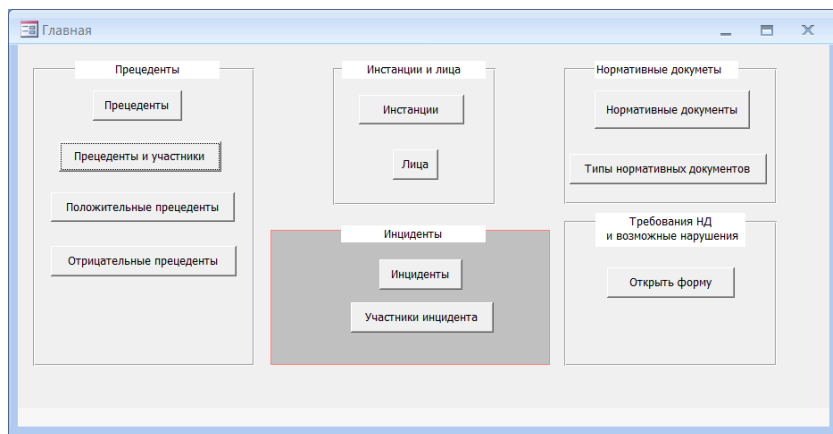 Главная
Прецеденты
Прецеденты
Прецеденты и участники
Положительные прецеденты
Отрицательные прецеденты
Инстанции и лица
Инстанции
Лица
Инциденты
Инциденты
Участники инцидента
Нормативные докуметы
Нормативные документы
Типы нормативных документов
Требования НД
и возможные нарушения
Открыть форму